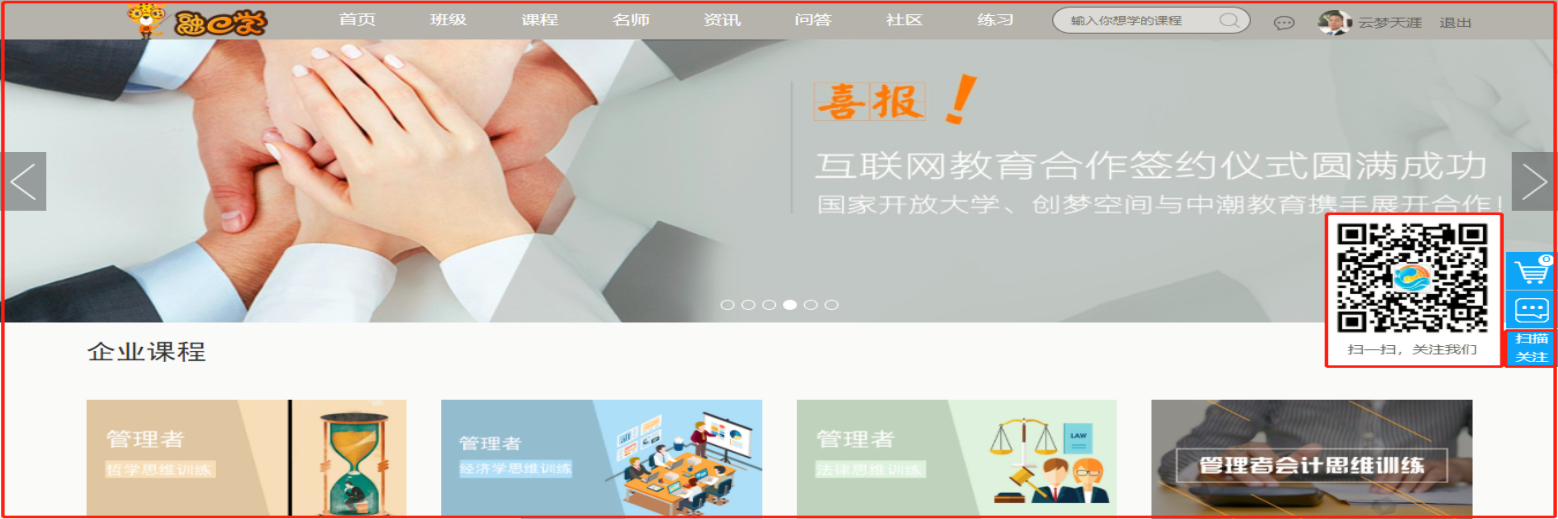 融e学 首页 班级 课程 名师 资讯 问答 社区 练习 输入你想学的课程 云梦天涯 退出
喜报！
互联网教育合作签约仪式圆满成功
国家开放大学、创梦空间与中潮教育携手展开合作！
0
扫描
关注
扫一扫，关注我们
企业课程
管理者
哲学思维训练
管理者
经济学思维训练
管理者
法律思维训练
LAW
管理者会计思维训练